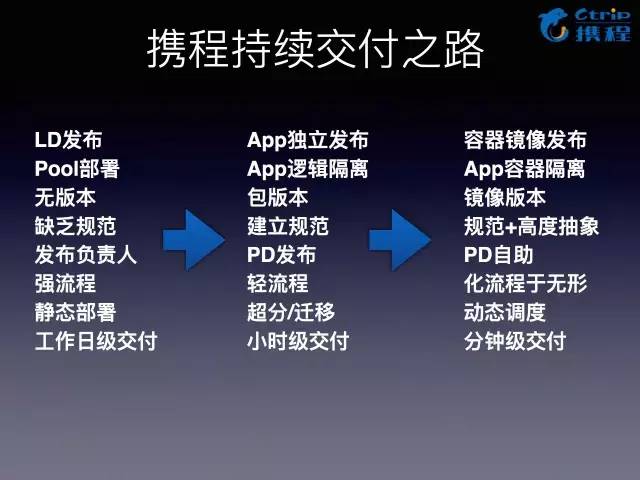 Ctrip
携程
携程持续交付之路
LD发布
Pool部署
无版本
缺乏规范
发布负责人
强流程
静态部署
工作日级交付
App独立发布
App逻辑隔离
包版本
建立规范
PD发布
轻流程
超分/迁移
小时级交付
容器镜像发布
App容器隔离
镜像版本
规范+高度抽象
PD自助
化流程于无形
动态调度
分钟级交付